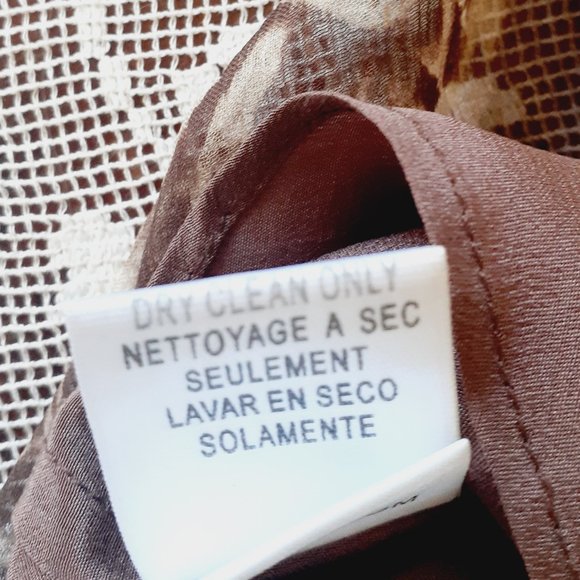 DRY CLEAN ONLY
NETTOYAGE A SEC
SEULEMENT
LAVAR EN SECO
SOLAMENTE